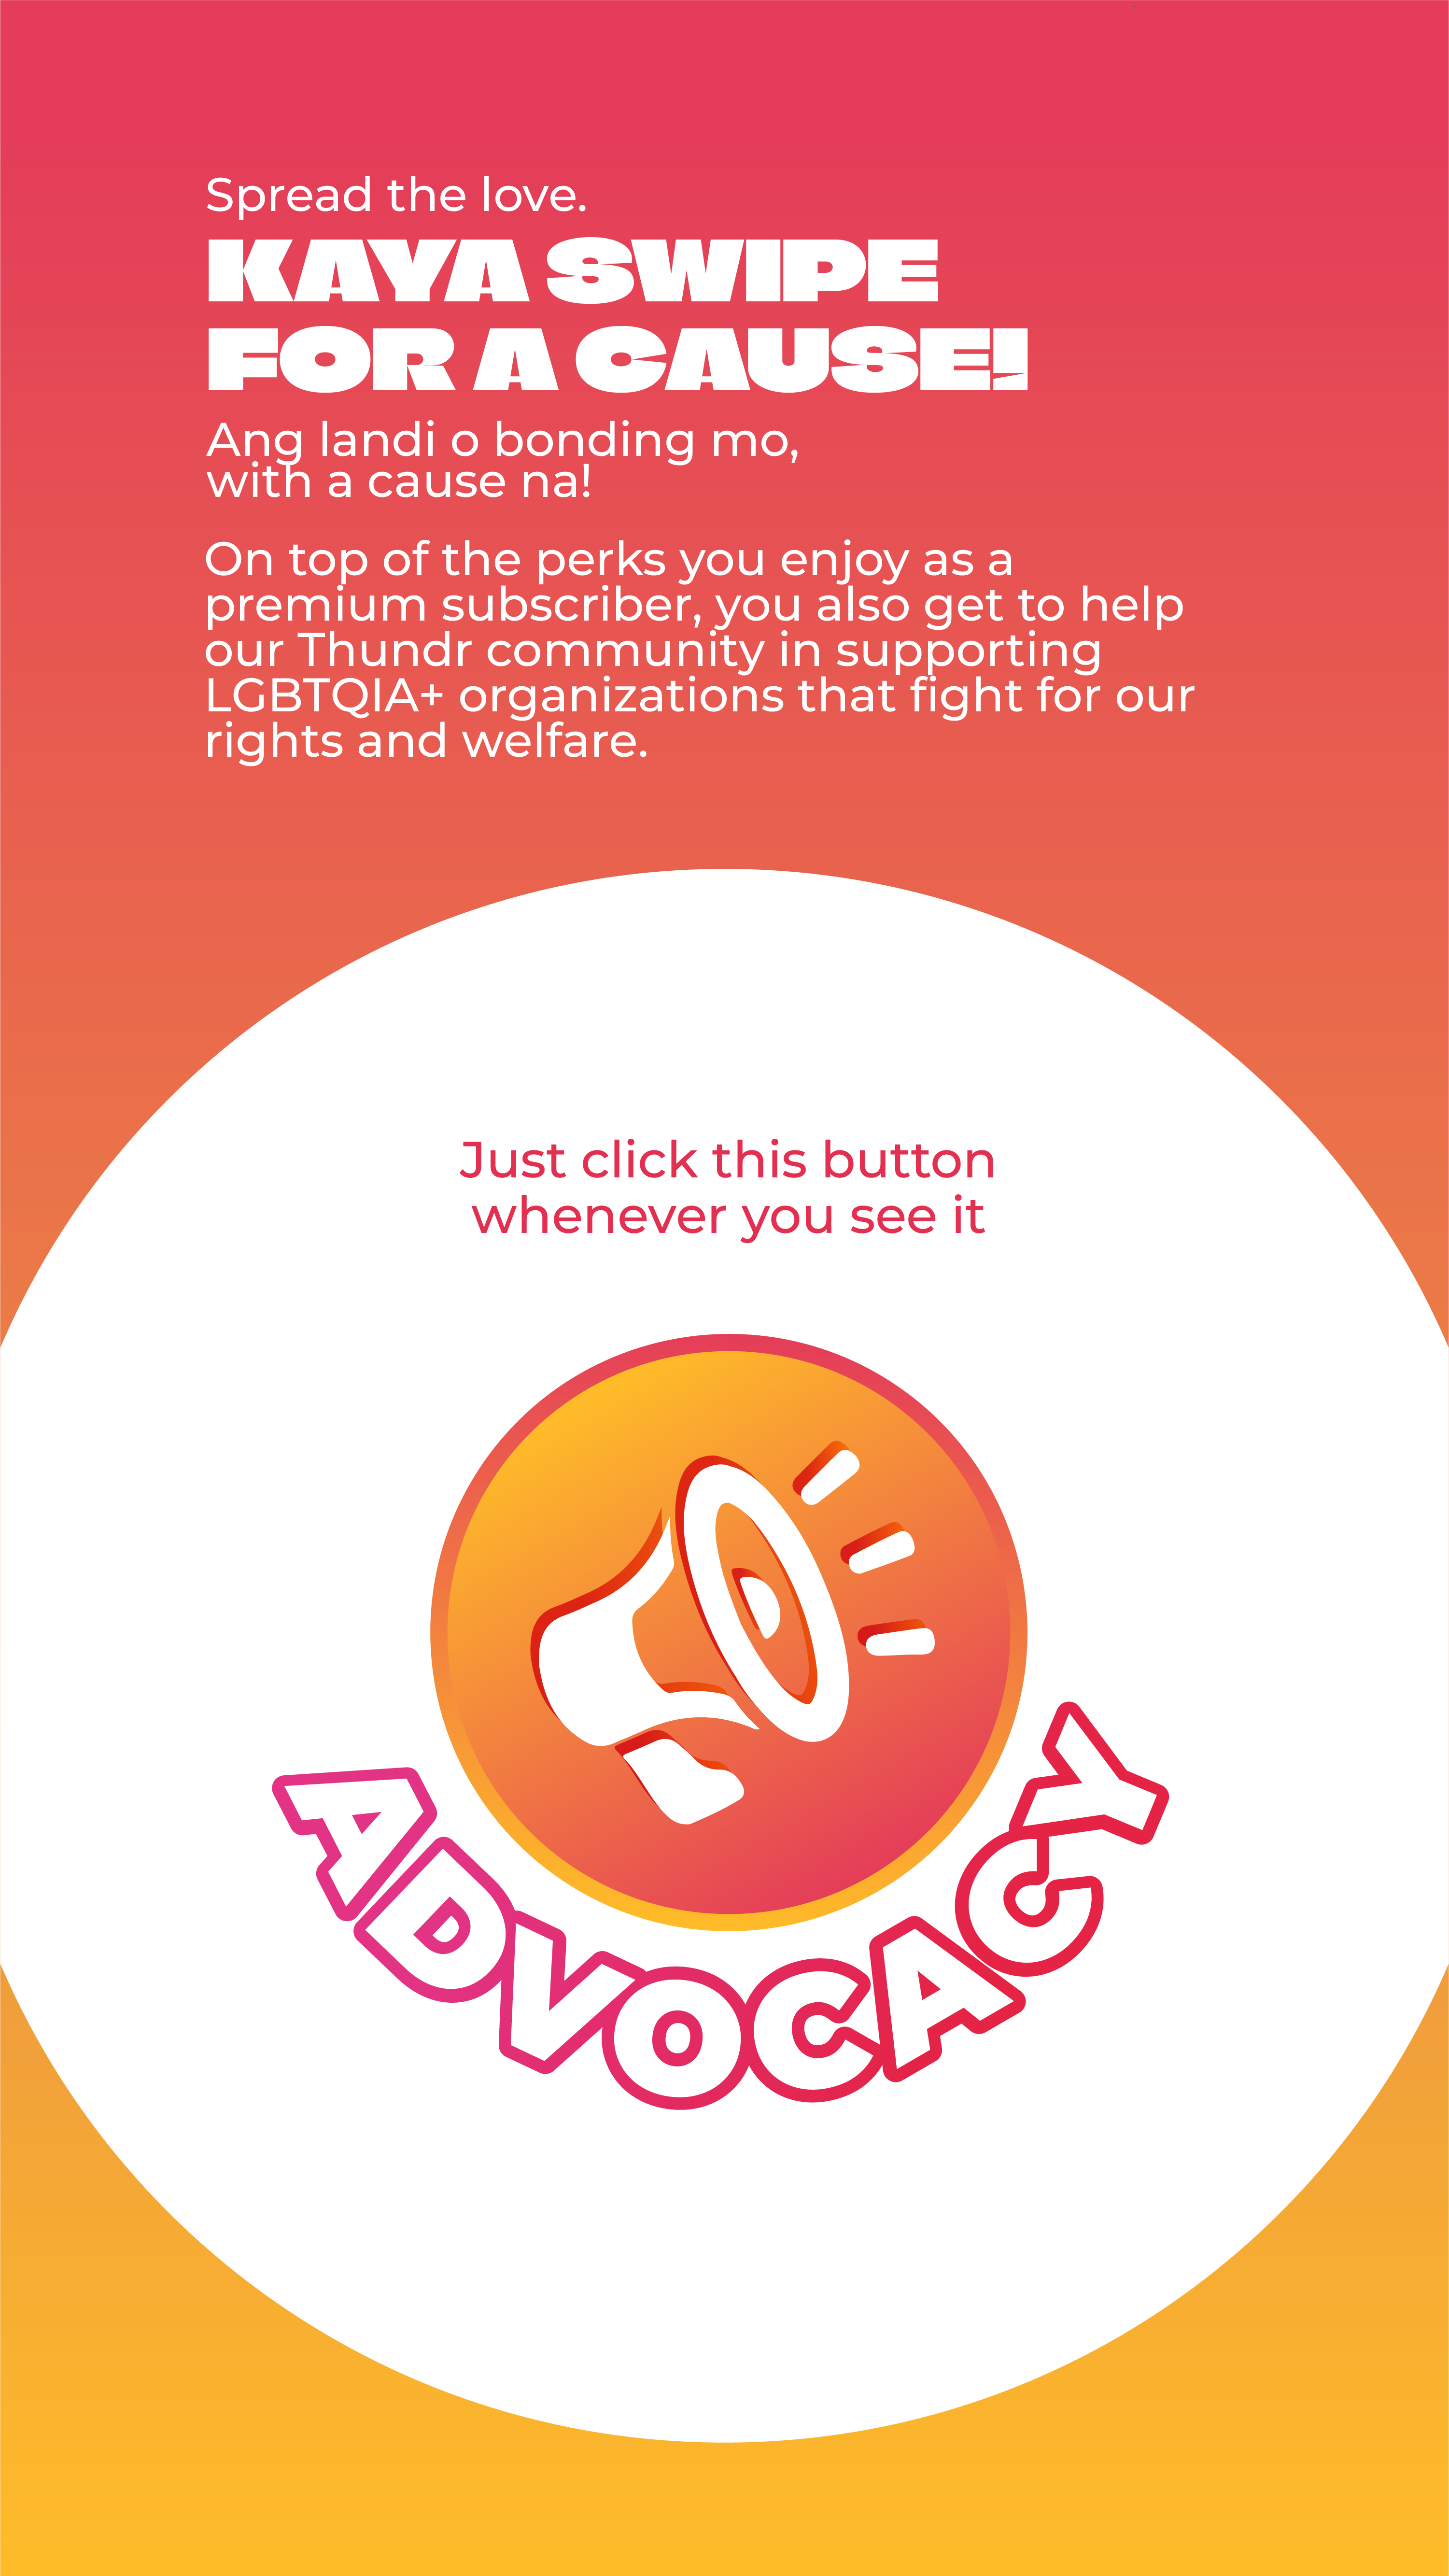 Spread the love.
KAYA SWIPE
FOR A CAUSE!
Ang landi o bonding mo,
with a cause na!
On top of the perks you enjoy as a
premium subscriber, you also get to help
our Thundr community in supporting
LGBTQIA+ organizations that fight for our
rights and welfare.
Just click this button
whenever you see it
ADVOCACY